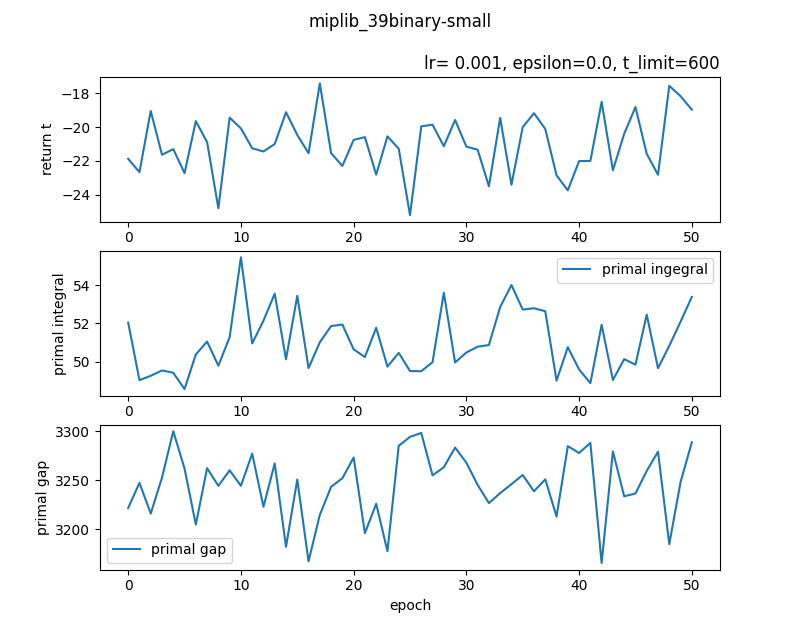 miplib_39binary-small
lr= 0.001, epsilon=0.0, t_limit=600
return t
−18
−20
−22
−24
0 10 20 30 40 50
primal integral
54
52
50
primal ingegral
0 10 20 30 40 50
primal gap
3300
3250
3200
primal gap
0 10 20 30 40 50
epoch